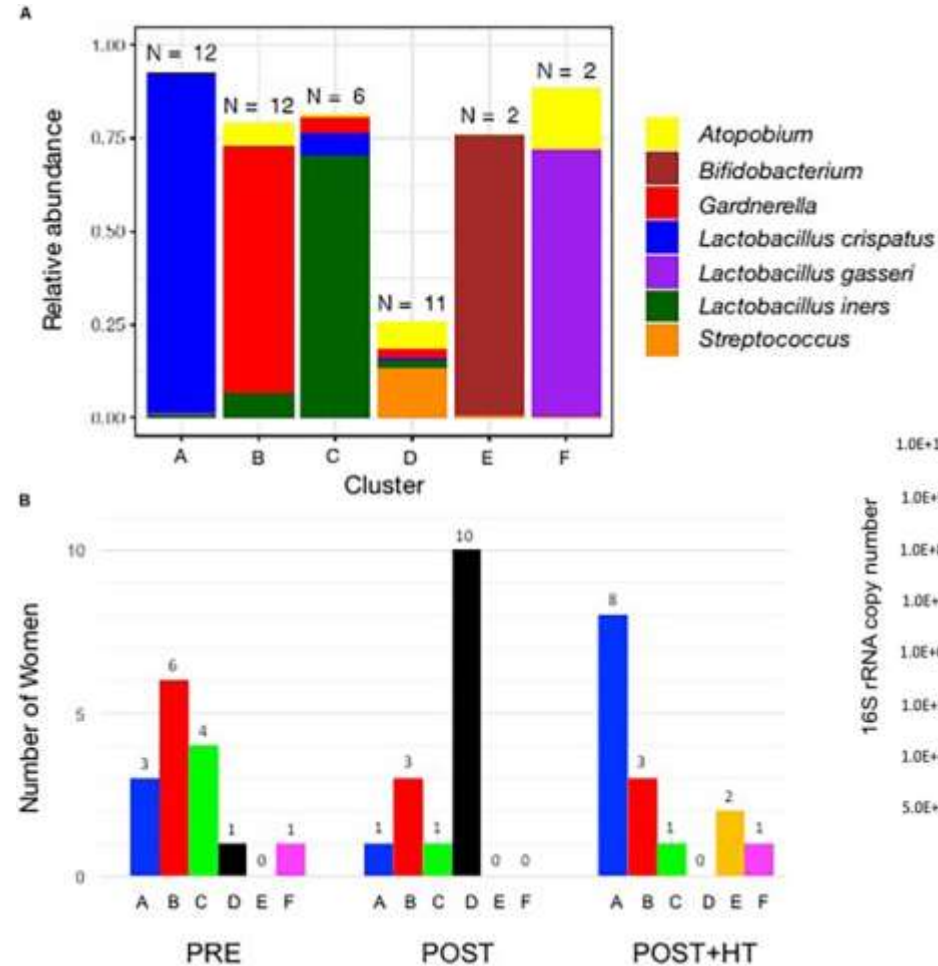 A
Relative abundance
1.00
0.75
0.50
0.25
0.00
N = 12
N = 12
N = 6
N = 11
N = 2
N = 2
A B C D E F
Cluster
Atopobium
Bifidobacterium
Gardnerella
Lactobacillus crispatus
Lactobacillus gasseri
Lactobacillus iners
Streptococcus
B
Number of Women
10
5
0
3 6 4 1 0 1
1 3 1 10 0 0
8 3 1 0 2 1
A B C D E F
A B C D E F
A B C D E F
PRE POST POST+HT
16S rRNA copy number
1.0E+1